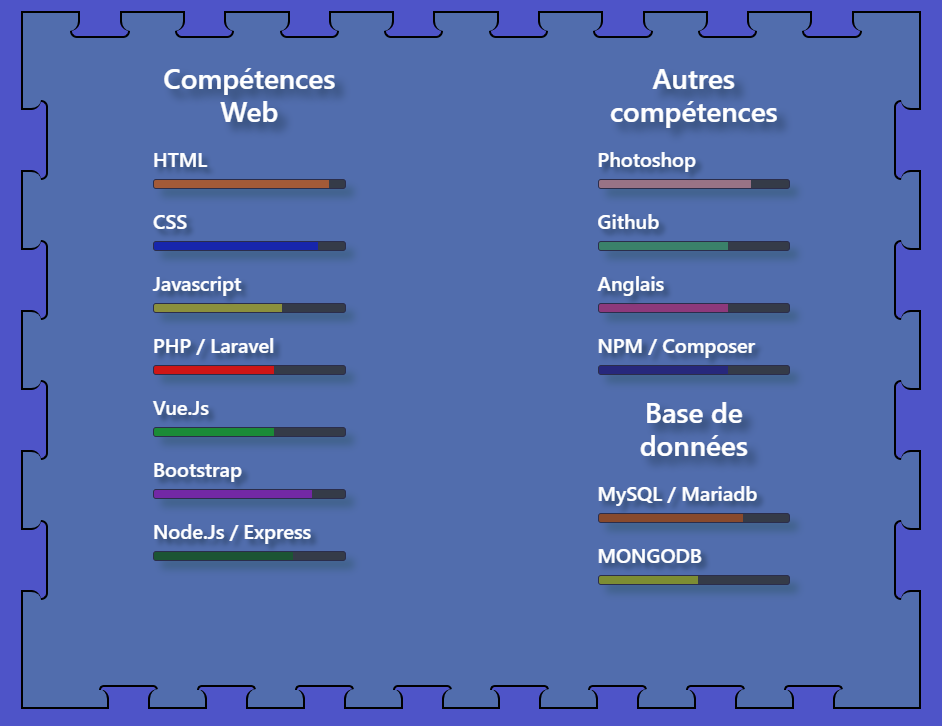 Compétences
Web
HTML
CSS
Javascript
PHP / Laravel
Vue.Js
Bootstrap
Node.Js / Express
Autres
compétences
Photoshop
Github
Anglais
NPM / Composer
Base de
données
MySQL / Mariadb
MONGODB